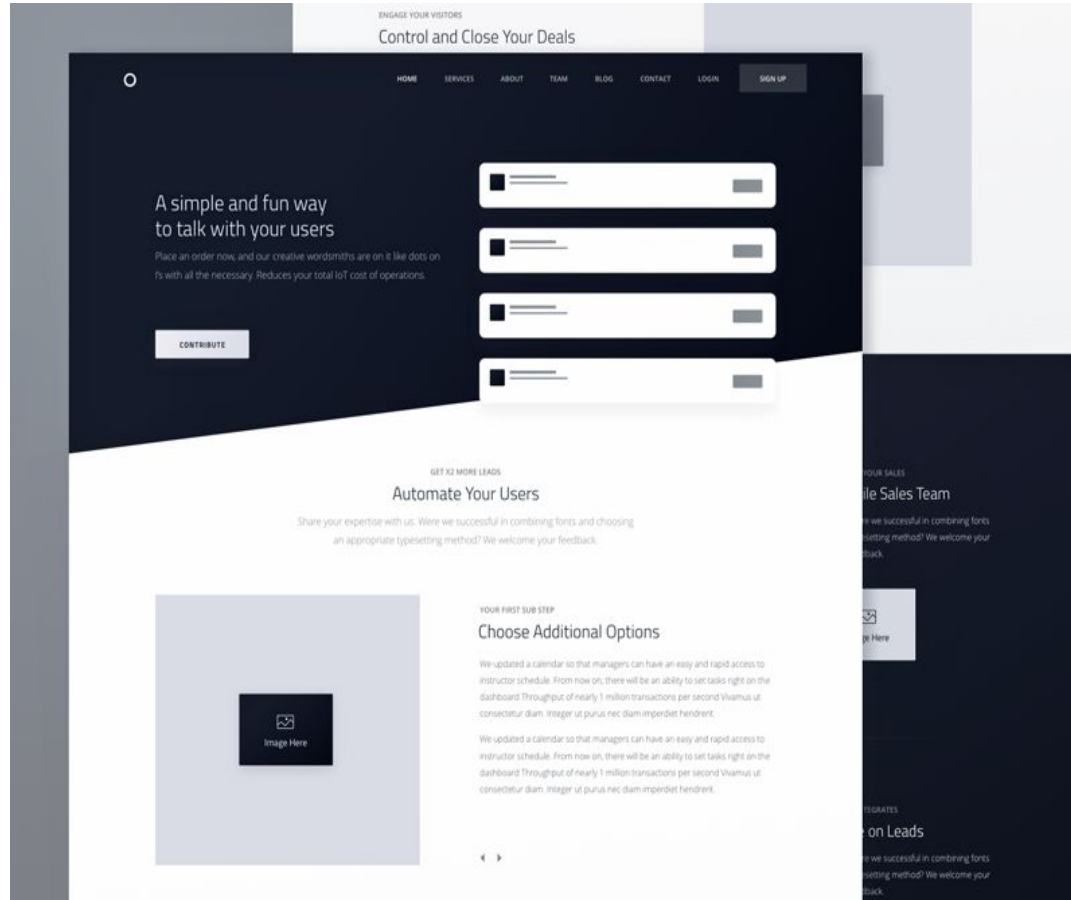 ENGAGE YOUR VISITORS
Control and Close Your Deals
HOME SERVICES ABOUT TEAM BLOG CONTACT LOGIN SIGN UP
A simple and fun way
to talk with your users
Place an order now, and our creative wordsmiths are on it like dots on
I's with all the necessary. Reduces your total IoT cost of operations.
CONTRIBUTE
GET X2 MORE LEADS
Automate Your Users
Share your expertise with us. Were we successful in combining fonts and choosing
an appropriate typesetting method? We welcome your feedback.
YOUR FIRST SUB STEP
Choose Additional Options
We updated a calendar so that managers can have an easy and rapid access to
instructor schedule. From now on, there will be an ability to set tasks right on the
dashboard Throughput of nearly 1 million transactions per second Vivamus ut
consectetur diam. Integer ut purus nec diam imperdiet hendrerit.
We updated a calendar so that managers can have an easy and rapid access to
instructor schedule. From now on, there will be an ability to set tasks right on the
dashboard Throughput of nearly 1 million transactions per second Vivamus ut
consectetur diam. Integer ut purus nec diam imperdiet hendrerit.
Image Here
YOUR SALES
Sales Team
we successful in combining fonts
method? We welcome your
Here
on Leads
we successful in combining fonts
method? We welcome your